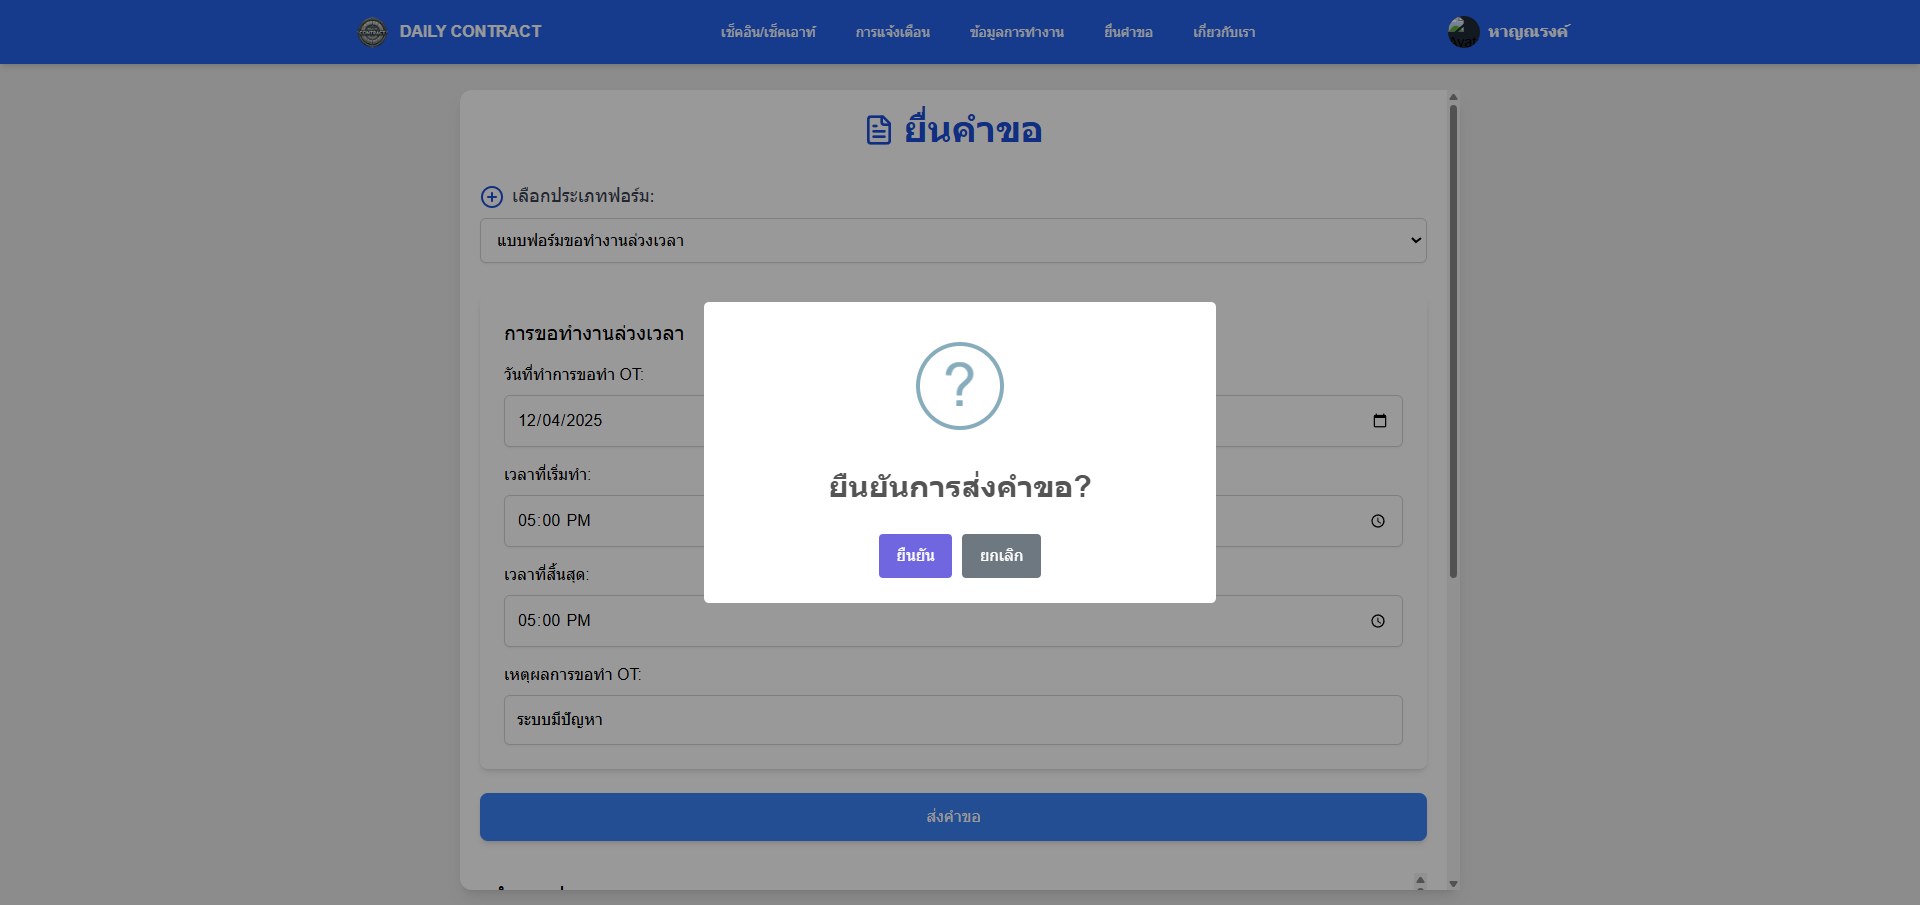 DAILY CONTRACT
เช็คอิน/เช็คเอาท์
การแจ้งเตือน
ข้อมูลการทำงาน
ยื่นคำขอ
เกี่ยวกับเรา
หาญณรงค์
ยื่นคำขอ
เลือกประเภทฟอร์ม:
แบบฟอร์มขอทำงานล่วงเวลา
การขอทำงานล่วงเวลา
วันที่ทำการขอทำ OT:
12/04/2025
เวลาที่เริ่มทำ:
05:00 PM
เวลาที่สิ้นสุด:
05:00 PM
เหตุผลการขอทำ OT:
ระบบมีปัญหา
?
ยืนยันการส่งคำขอ?
ยืนยัน
ยกเลิก
ส่งคำขอ